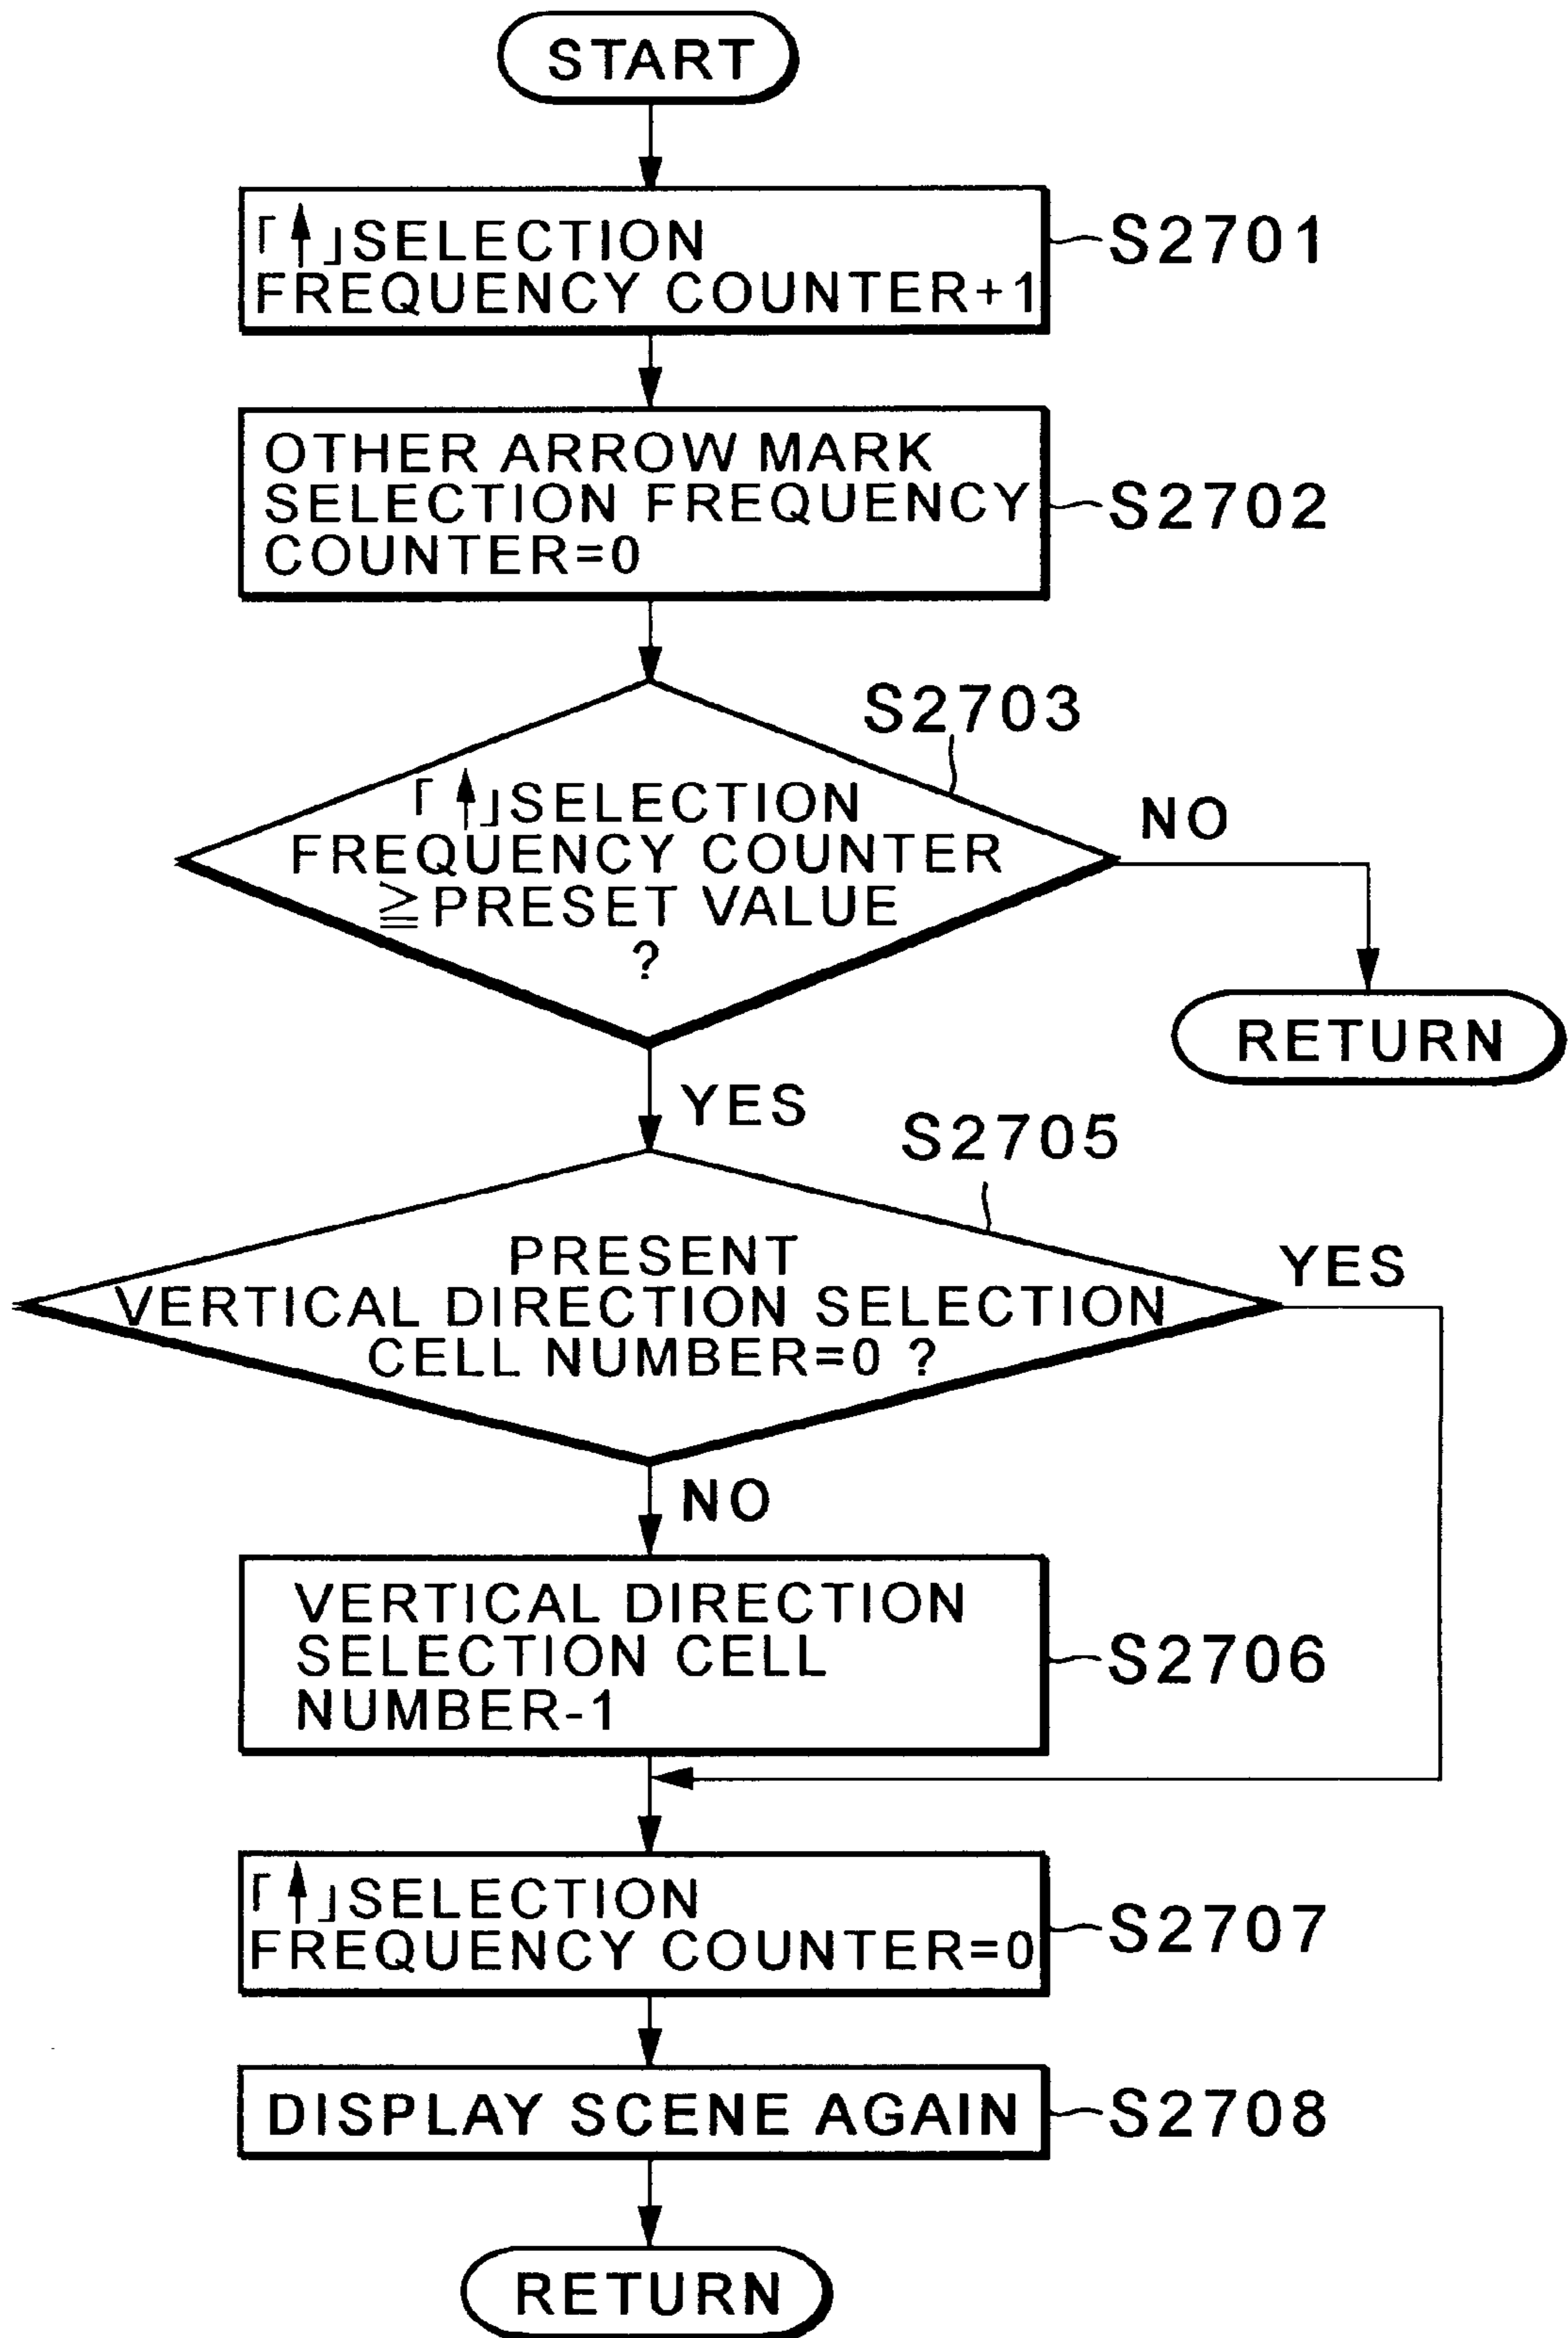 START
「↑」SELECTION
FREQUENCY COUNTER+1
S2701
OTHER ARROW MARK
SELECTION FREQUENCY
COUNTER=0
S2702
S2703
「↑」SELECTION
FREQUENCY COUNTER
≧PRESET VALUE
?
NO
RETURN
YES
S2705
PRESENT
VERTICAL DIRECTION SELECTION
CELL NUMBER=0 ?
YES
NO
VERTICAL DIRECTION
SELECTION CELL
NUMBER-1
S2706
「↑」SELECTION
FREQUENCY COUNTER=0
S2707
DISPLAY SCENE AGAIN
S2708
RETURN